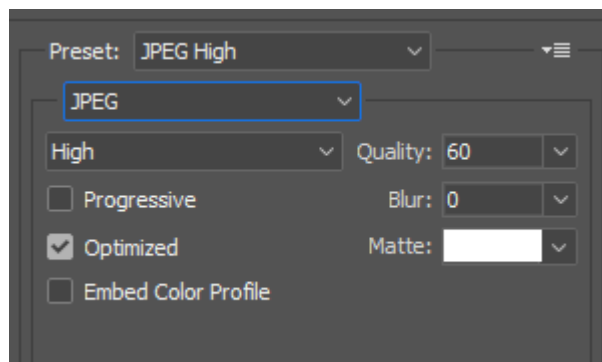 Preset: JPEG High
JPEG
High Quality: 60
Progressive Blur: 0
Optimized Matte:
Embed Color Profile